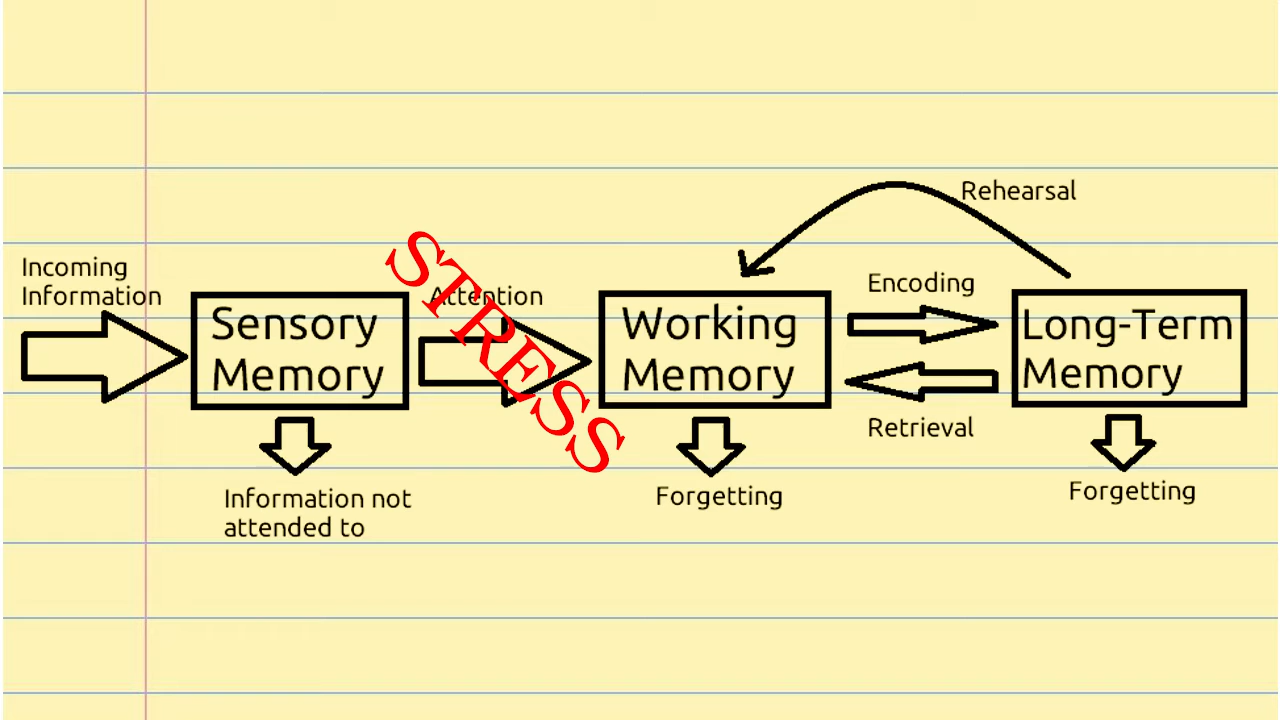 Rehearsal
Incoming
Information
Sensory
Memory
Attention
STRESS
Working
Memory
Encoding
Retrieval
Long-Term
Memory
Information not
attended to
Forgetting
Forgetting